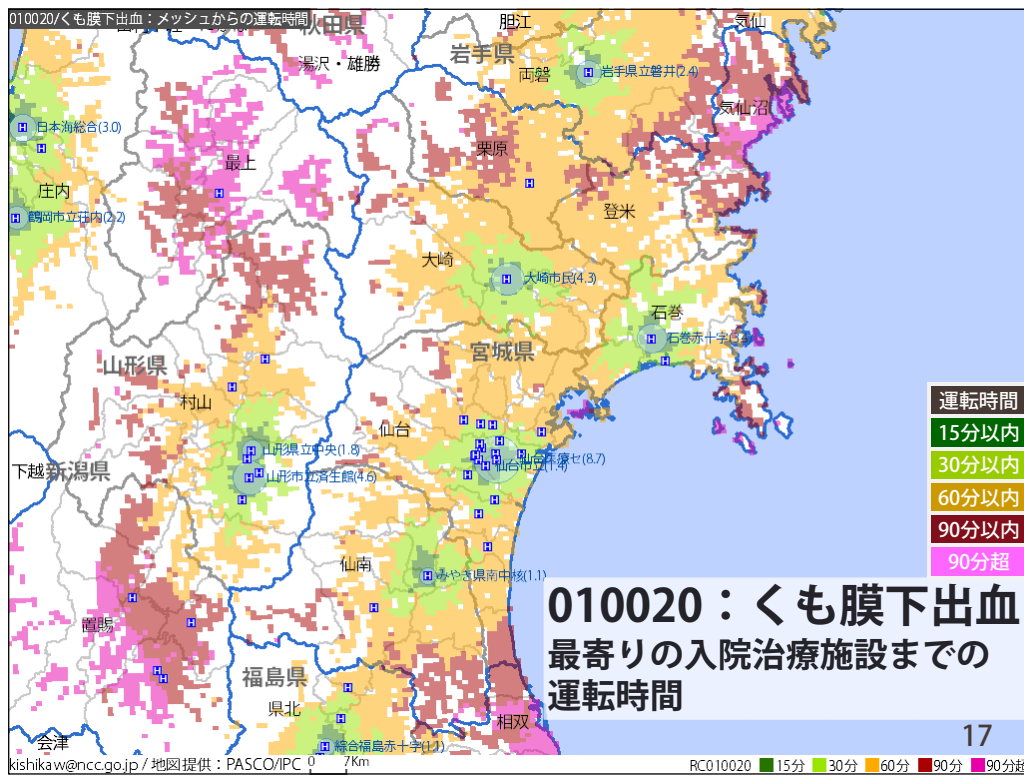 010020/くも膜下出血：メッシュからの運転時間
秋田県
胆江
気仙
湯沢・雄勝
岩手県
両磐
岩手県立磐井(2.4)
気仙沼
日本海総合(3.0)
最上
栗原
庄内
鶴岡市立荘内(2.2)
登米
大崎
大崎市民(4.3)
石巻
石巻赤十字
宮城県
山形県
村山
仙台
山形県立中央(1.8)
仙台医療セ(8.7)
仙台市立(1.4)
下越
新潟県
山形市立済生館(4.6)
仙南
みやぎ県南中核(1.1)
置賜
福島県
県北
相双
会津
綜合福島赤十字(1.1)
運転時間
15分以内
30分以内
60分以内
90分以内
90分超
010020：くも膜下出血
最寄りの入院治療施設までの
運転時間
17
kishikaw@ncc.go.jp / 地図提供：PASCO/IPC
0 7Km
RC010020 15分 30分 60分 90分 90分超